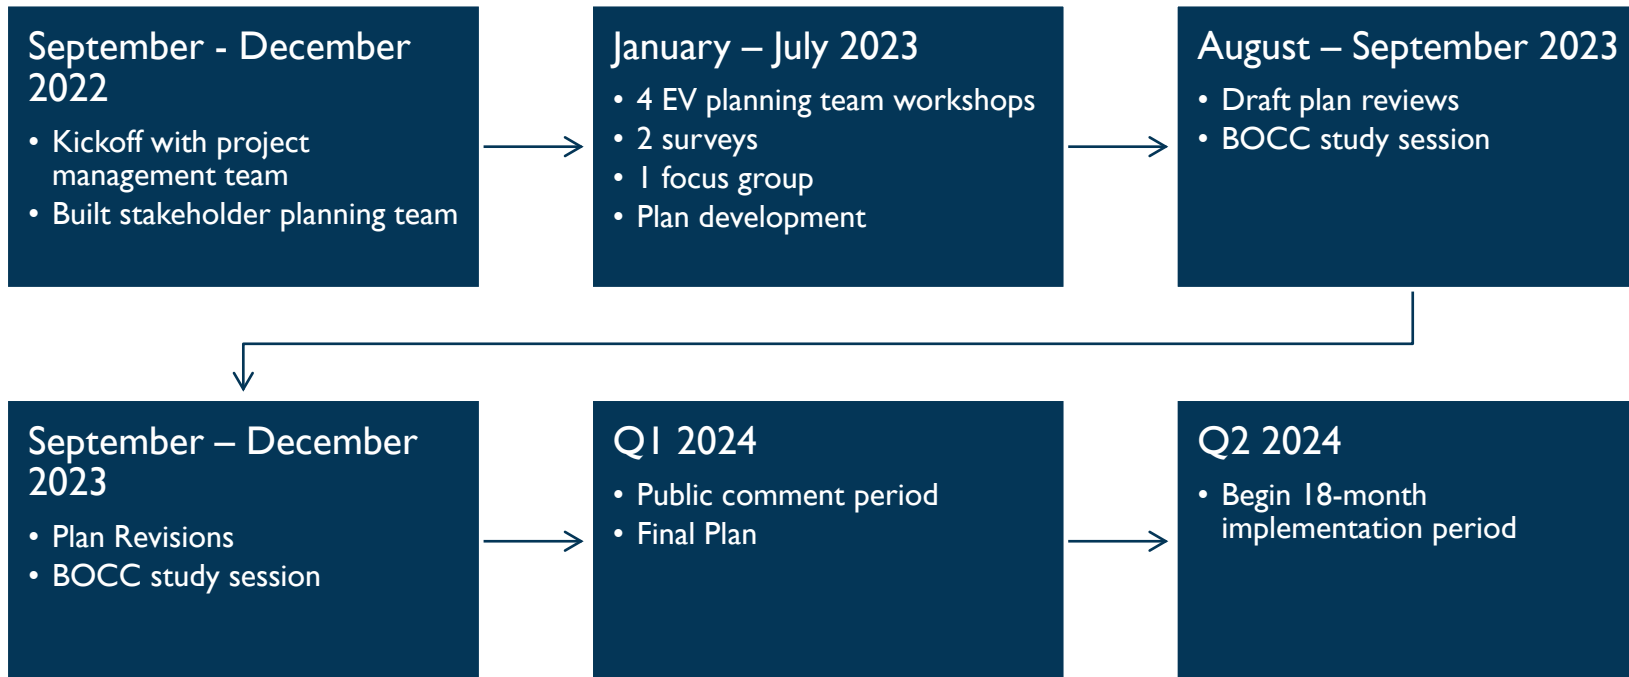 September - December
2022
• Kickoff with project
management team
• Built stakeholder planning team
January – July 2023
• 4 EV planning team workshops
• 2 surveys
• 1 focus group
• Plan development
August – September 2023
• Draft plan reviews
• BOCC study session
September – December
2023
• Plan Revisions
• BOCC study session
Q1 2024
• Public comment period
• Final Plan
Q2 2024
• Begin 18-month
implementation period